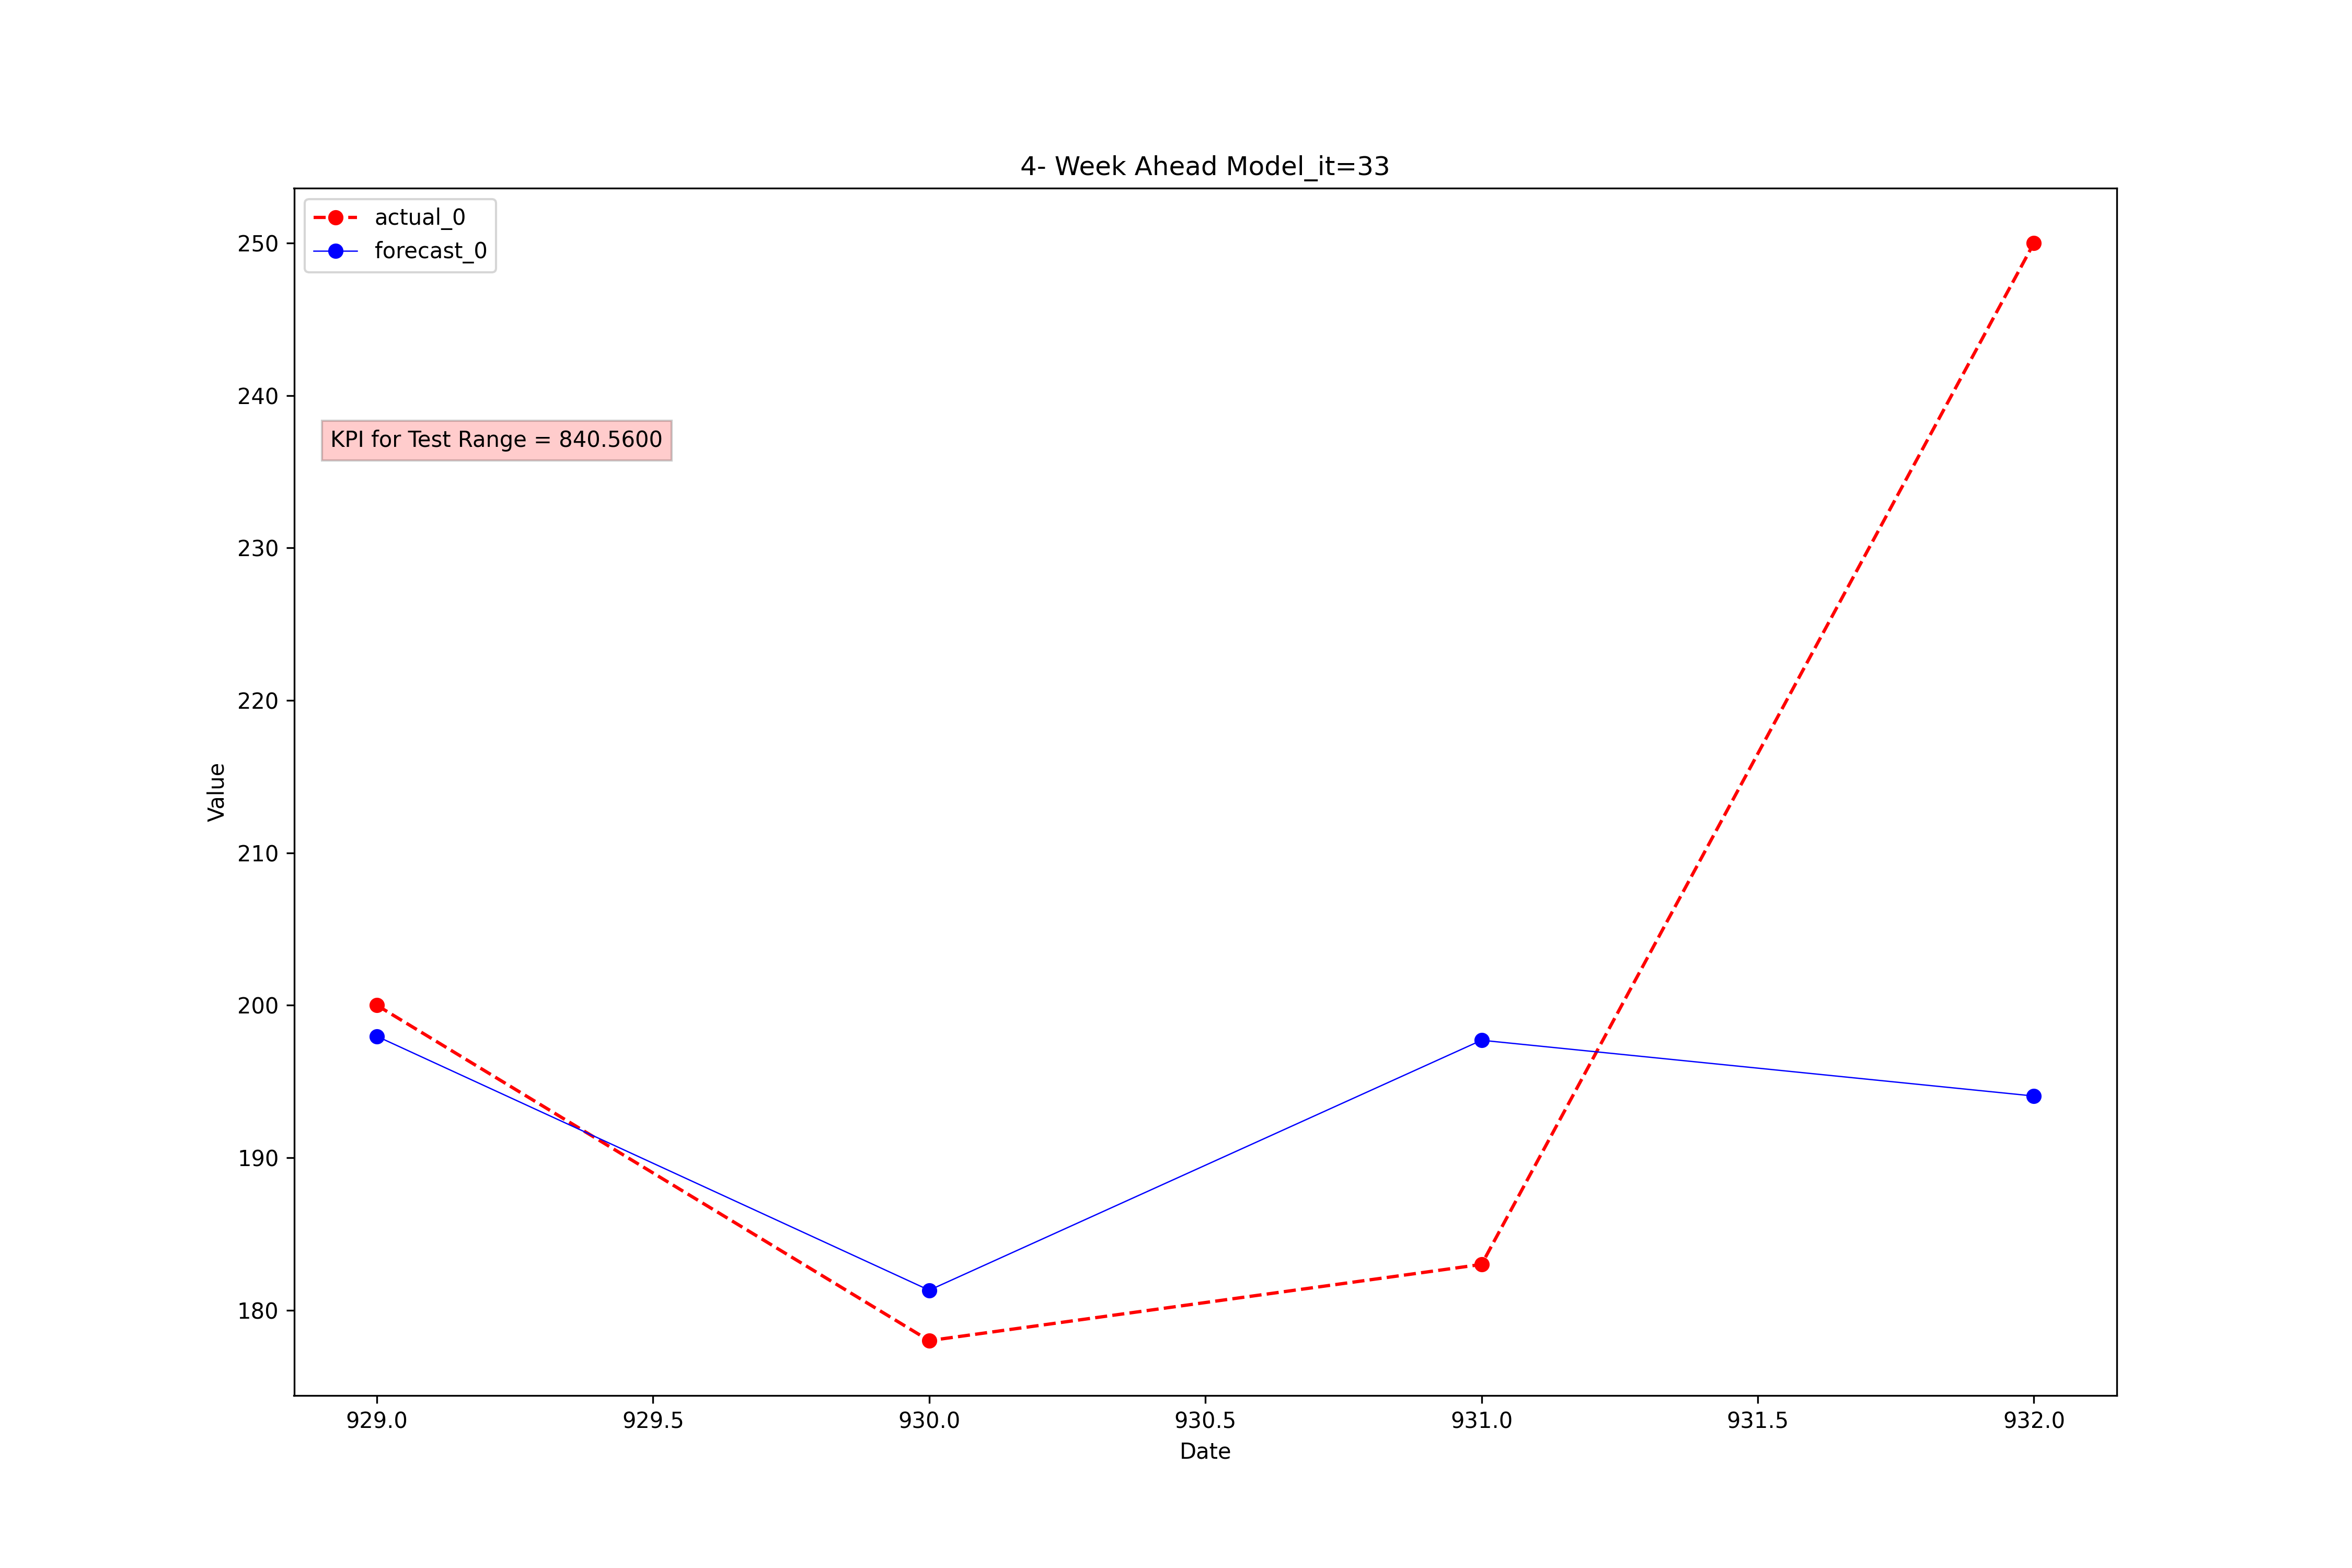 4- Week Ahead Model_it=33
actual_0
forecast_0
KPI for Test Range = 840.5600
Value
250
240
230
220
210
200
190
180
929.0 929.5 930.0 930.5 931.0 931.5 932.0
Date